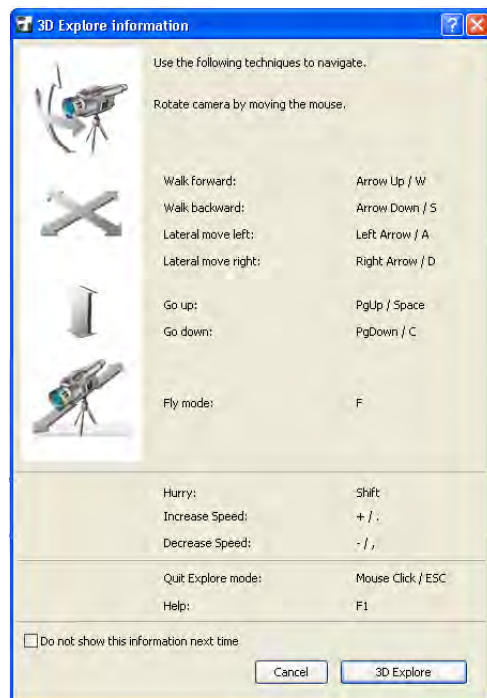 3D Explore information
Use the following techniques to navigate.
Rotate camera by moving the mouse.
Walk forward: Arrow Up / W
Walk backward: Arrow Down / S
Lateral move left: Left Arrow / A
Lateral move right: Right Arrow / D
Go up: PgUp / Space
Go down: PgDown / C
Fly mode: F
Hurry: Shift
Increase Speed: + / .
Decrease Speed: - / ,
Quit Explore mode: Mouse Click / ESC
Help: F1
Do not show this information next time
Cancel 3D Explore